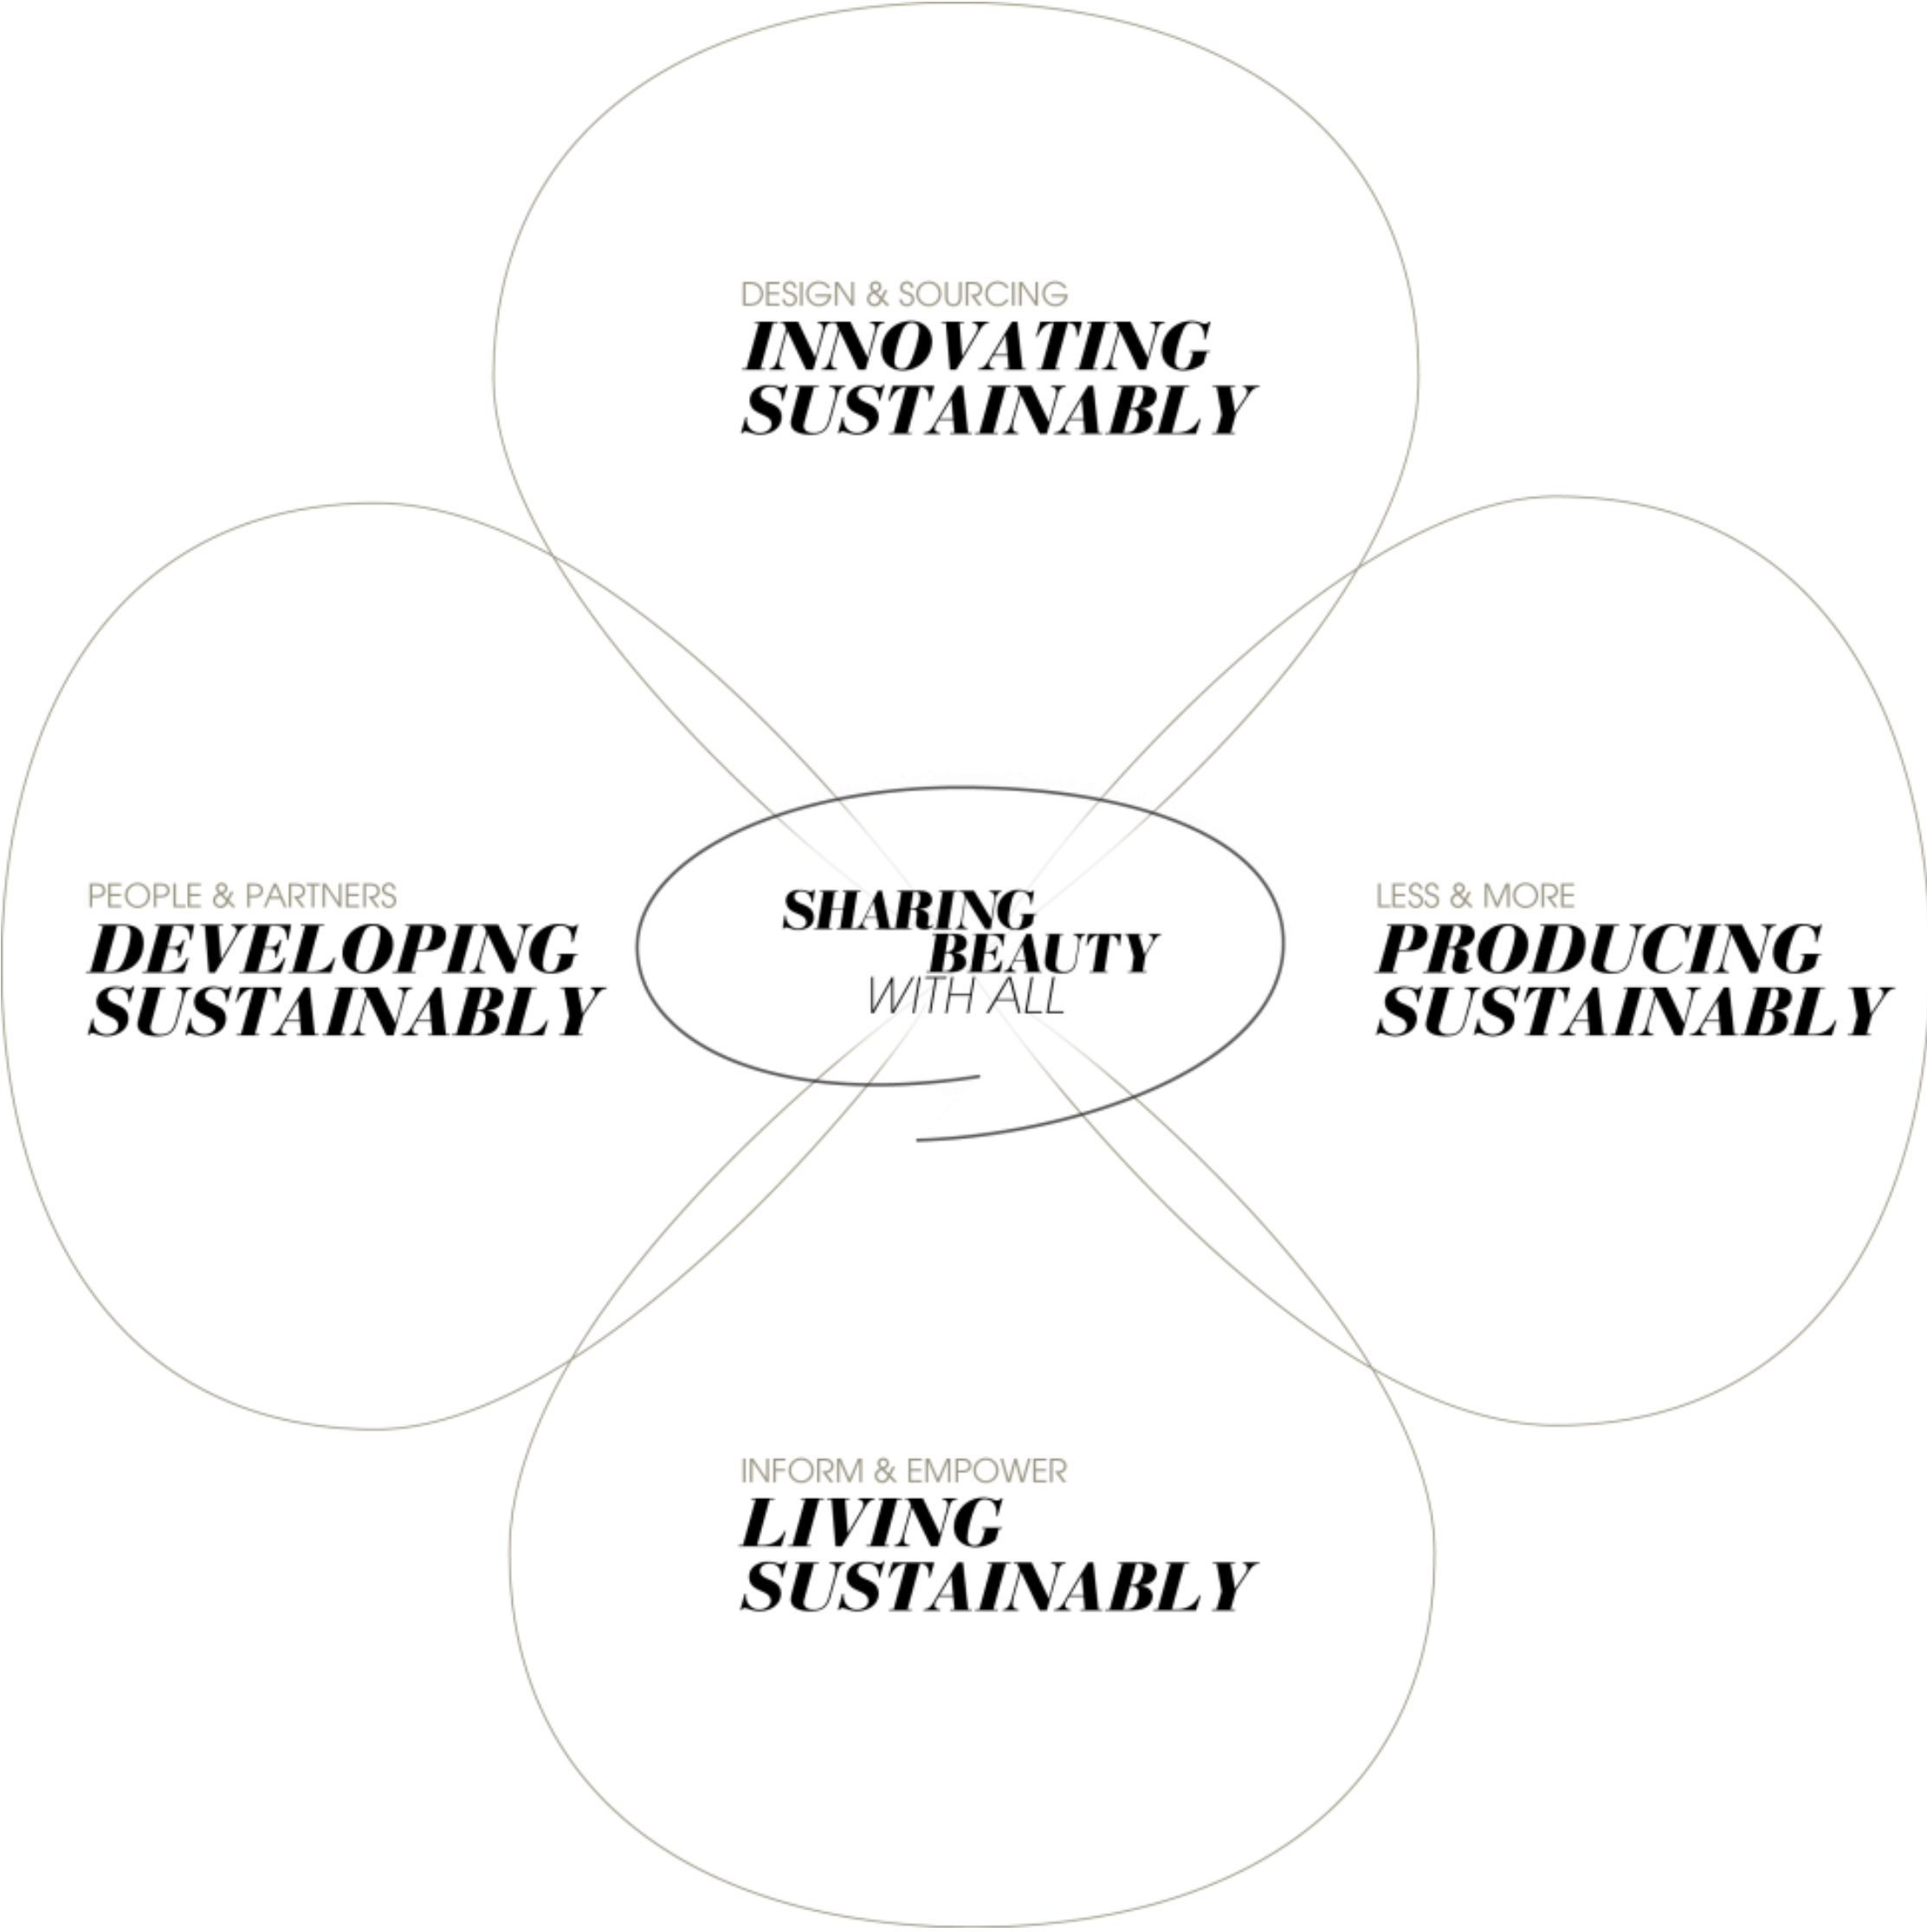 DESIGN & SOURCING
INNOVATING
SUSTAINABLY
PEOPLE & PARTNERS
DEVELOPING
SUSTAINABLY
SHARING
BEAUTY
WITH ALL
LESS & MORE
PRODUCING
SUSTAINABLY
INFORM & EMPOWER
LIVING
SUSTAINABLY